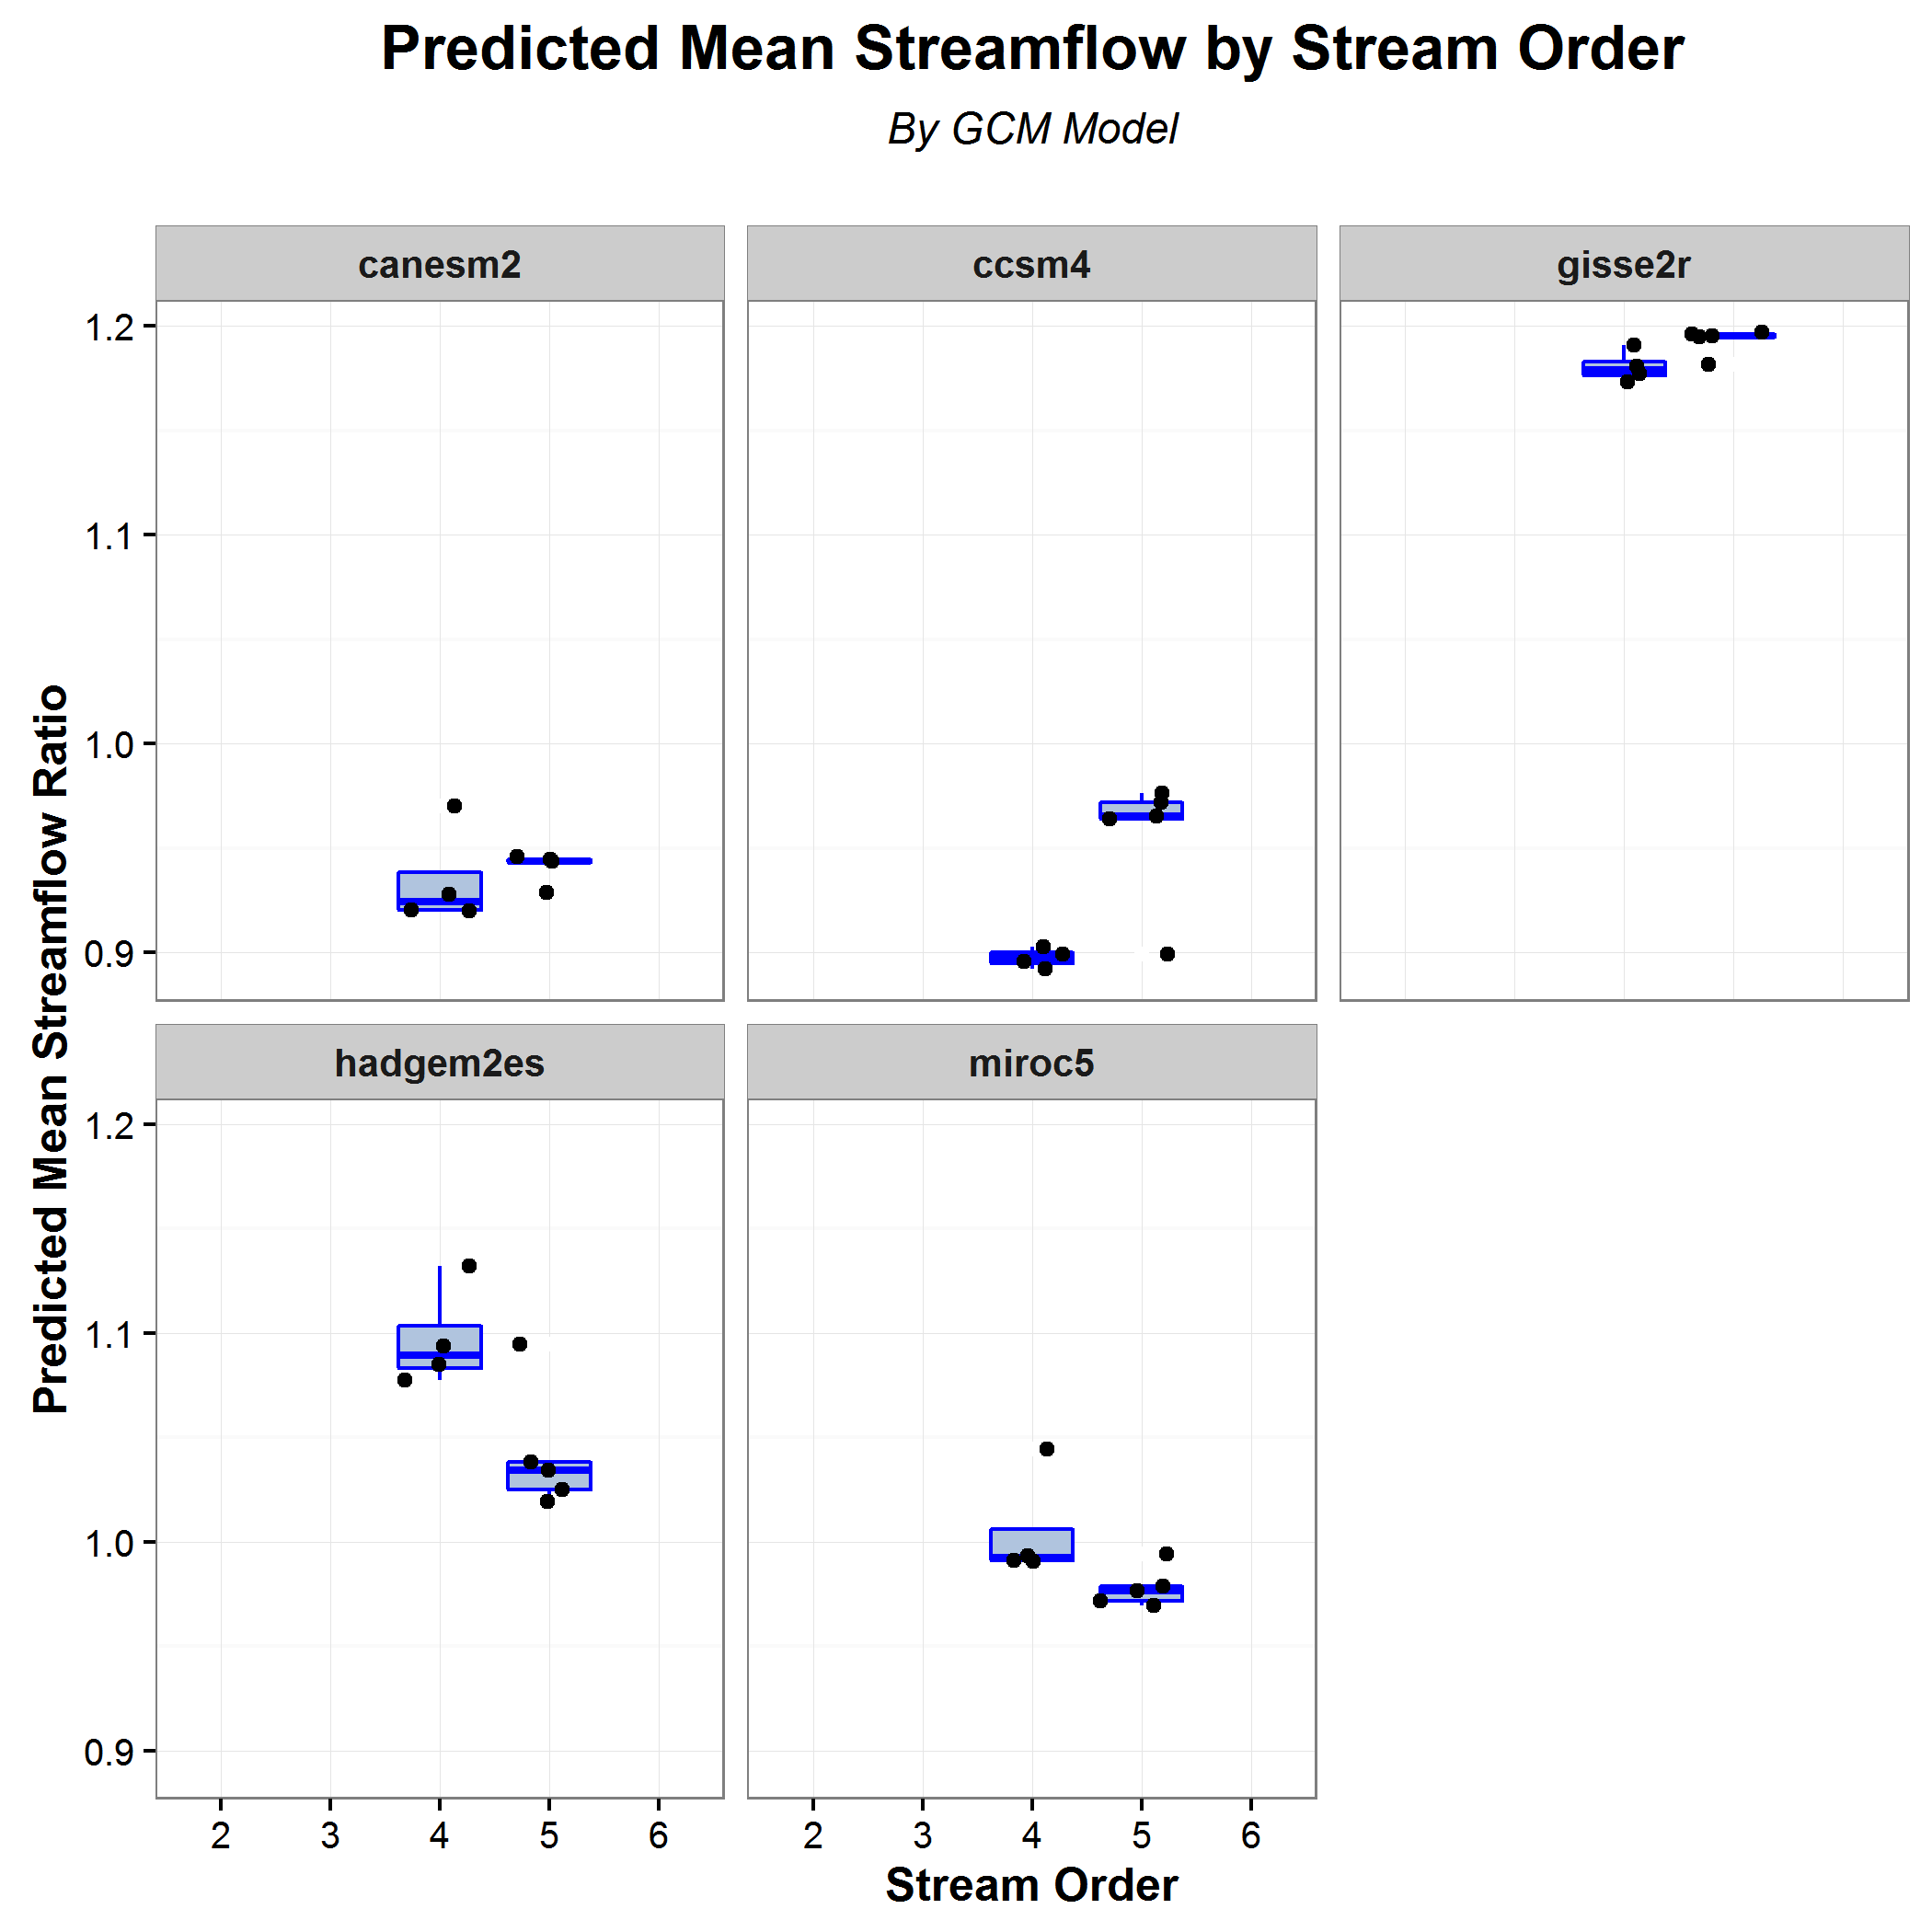 Predicted Mean Streamflow by Stream Order
By GCM Model
canesm2
ccsm4
gisse2r
1.2
1.1
1.0
0.9
Predicted Mean Streamflow Ratio
hadgem2es
miroc5
1.2
1.1
1.0
0.9
2 3 4 5 6
2 3 4 5 6
Stream Order